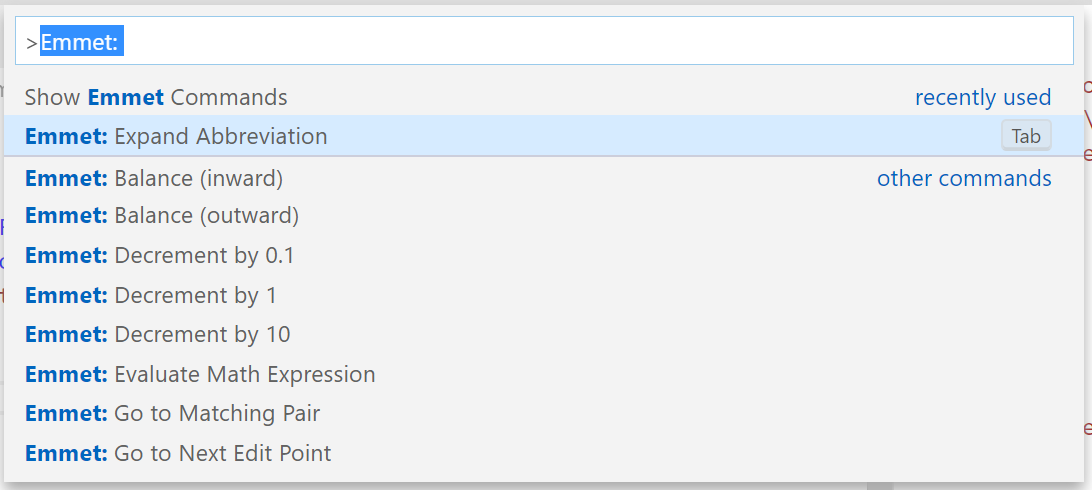 >Emmet:
Show Emmet Commands recently used
Emmet: Expand Abbreviation Tab
Emmet: Balance (inward) other commands
Emmet: Balance (outward)
Emmet: Decrement by 0.1
Emmet: Decrement by 1
Emmet: Decrement by 10
Emmet: Evaluate Math Expression
Emmet: Go to Matching Pair
Emmet: Go to Next Edit Point